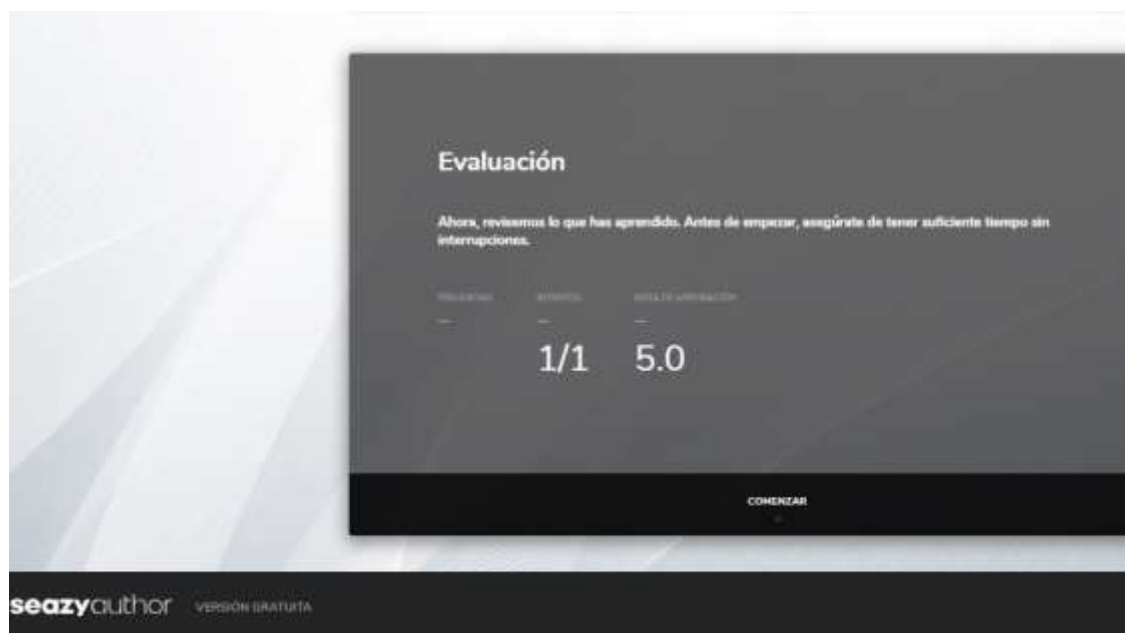 Evaluación
Ahora, revisemos lo que has aprendido. Antes de empezar, asegúrate de tener suficiente tiempo sin
interrupciones.
1/1 5.0
COMENZAR
seazyauthor VERSIÓN GRATUITA